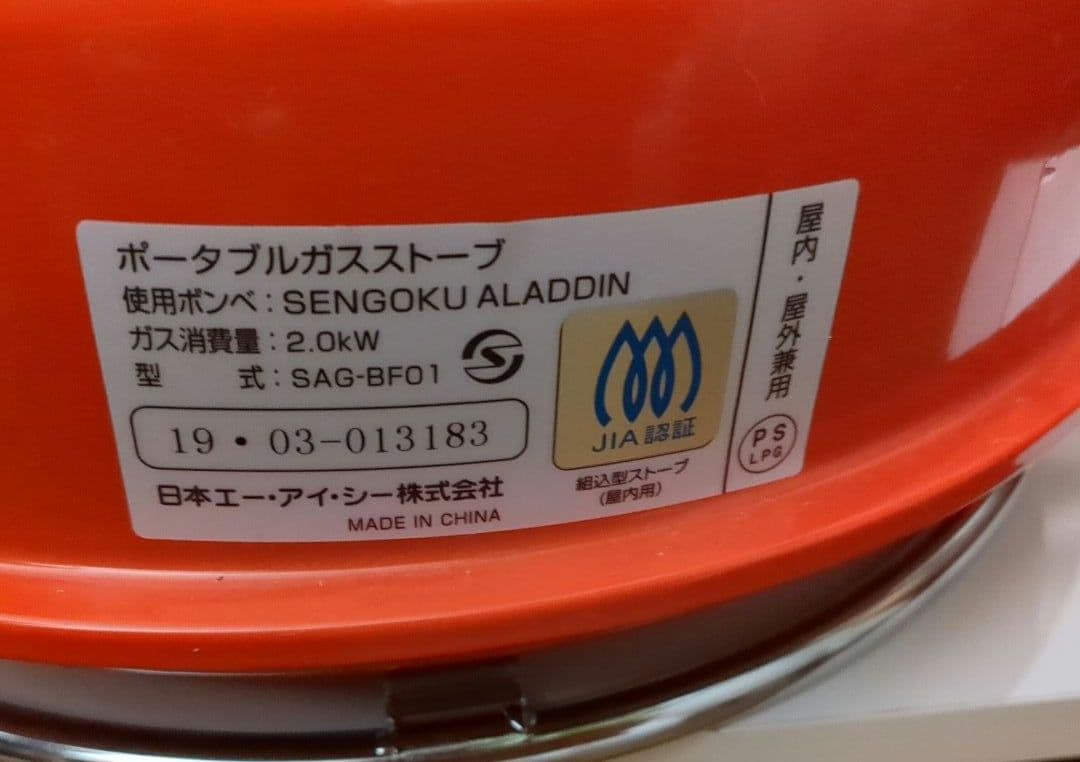 ポータブルガスストーブ
使用ボンベ：SENGOKU ALADDIN
ガス消費量：2.0kW
型　　式：SAG-BF01
19・03-013183
日本エー・アイ・シー株式会社
MADE IN CHINA
JIA 認証
組込型ストーブ
(屋内用)
屋内・屋外兼用
PS
LPG